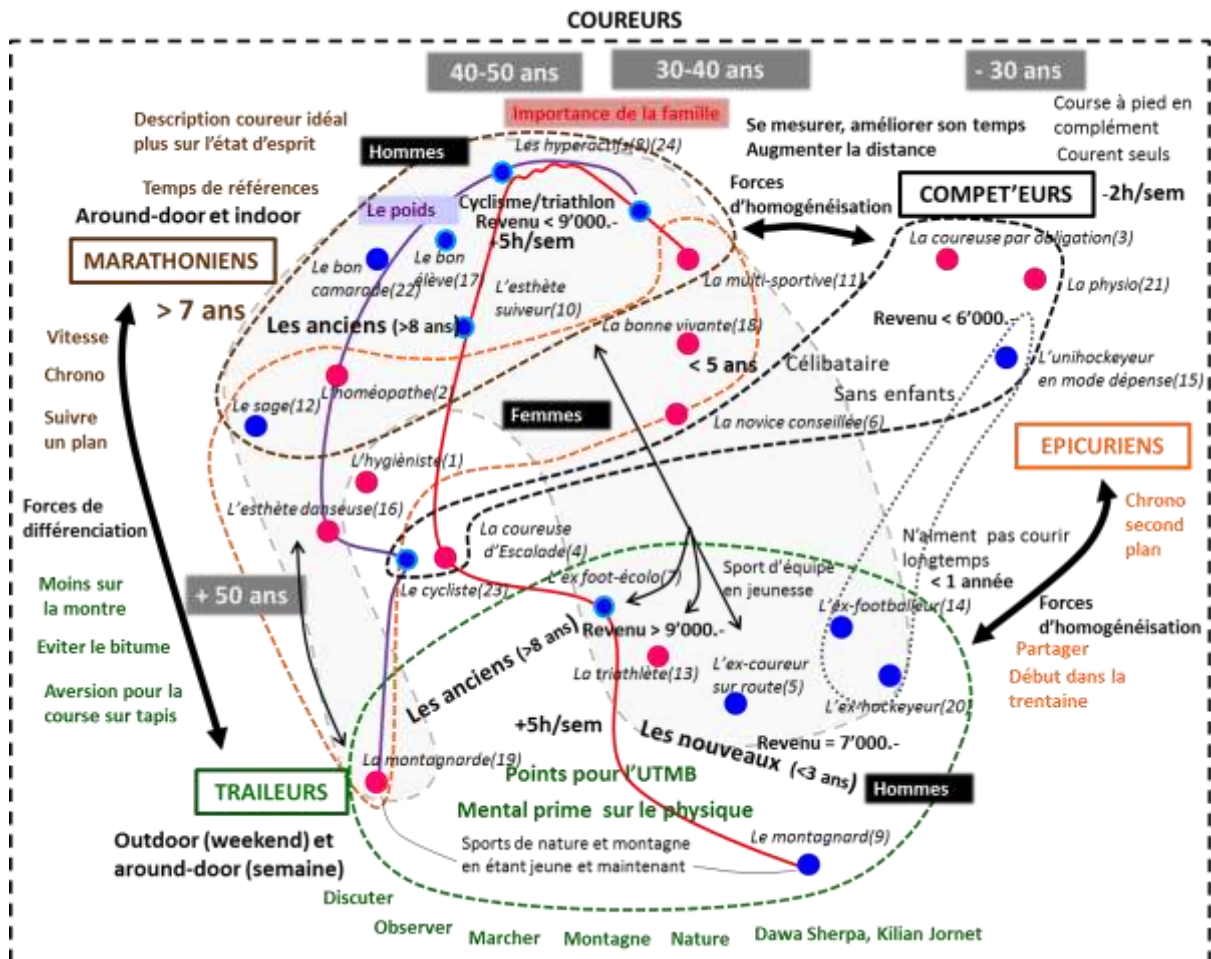 COUREURS
40-50 ans
30-40 ans
- 30 ans
Importance de la famille
Description coureur idéal
plus sur l'état d'esprit
Hommes
Les hyperactifs(8)(24)
Se mesurer, améliorer son temps
Augmenter la distance
Course à pied en
complément
Courent seuls
Temps de références
Around-door et indoor
Le poids
Cyclisme/triathlon
Revenu < 9'000.-
+5h/sem
Forces
d'homogénéisation
COMPET'EURS
-2h/sem
MARATHONIENS
> 7 ans
Le bon
camarade(22)
Le bon
élève(17)
L'esthète
suiveur(10)
La multi-sportive(11)
La coureuse par obligation(3)
La physio(21)
Revenu < 6'000.-
Les anciens (>8 ans)
La bonne vivante(18)
< 5 ans
Célibataire
Sans enfants
L'unihockeyeur
en mode dépense(15)
Vitesse
Chrono
Suivre
un plan
L'homéopathe(2)
Le sage(12)
Femmes
La novice conseillée(6)
EPICURIENS
L'hygièniste(1)
L'esthète danseuse(16)
Forces de
différenciation
La coureuse
d'Escalade(4)
Chrono
second
plan
N'aiment pas courir
longtemps
< 1 année
+ 50 ans
Le cycliste(23)
L'ex foot-écolo(7)
Sport d'équipe
en jeunesse
L'ex-footballeur(14)
Forces
d'homogénéisation
Moins sur
la montre
Eviter le bitume
Aversion pour la
course sur tapis
Les anciens (>8 ans)
Revenu > 9'000.-
La triathlète(13)
L'ex-coureur
sur route(5)
L'ex-hockeyeur(20)
Partager
Début dans la
trentaine
+5h/sem
Les nouveaux (<3 ans)
Revenu = 7'000.-
La montagnarde(19)
TRAILEURS
Points pour l'UTMB
Mental prime sur le physique
Hommes
Outdoor (weekend) et
around-door (semaine)
Sports de nature et montagne
en étant jeune et maintenant
Le montagnard(9)
Discuter
Observer
Marcher
Montagne
Nature
Dawa Sherpa, Kilian Jornet